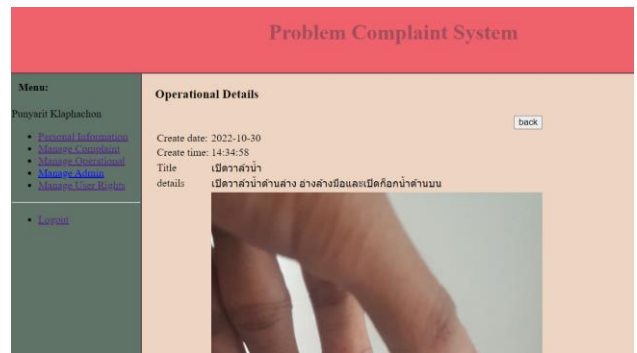 Problem Complaint System
Menu:
Punyarit Klaphachon
Personal Information
Manage Complaint
Manage Operational
Manage Admin
Manage User Rights
Logout
Operational Details
back
Create date: 2022-10-30
Create time: 14:34:58
Title เปิดวาล์วน้ำ
details เปิดวาล์วน้ำด้านล่าง อ่างล้างมือและเปิดก็อกน้ำด้านบน